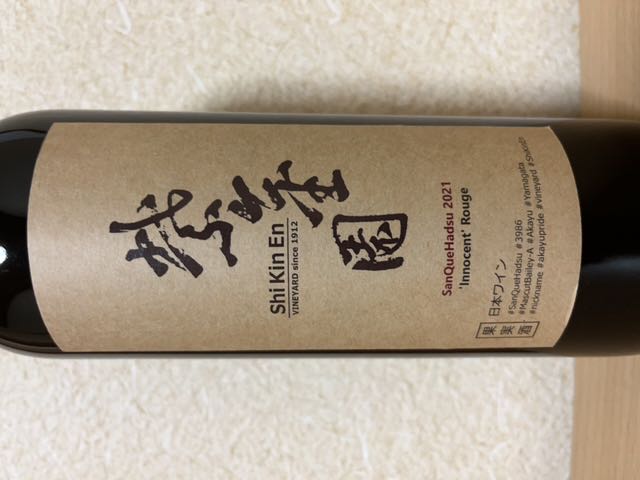 紫金園
Shi Kin En
VINEYARD since 1912
SanQueHadsu 2021
'Innocent' Rouge
日本ワイン
#SanQueHadsu #3986
#MascutBailey-A #Akayu #Yamagata
#nickname #akayupride #vineyard #ShiKinEn
果実酒